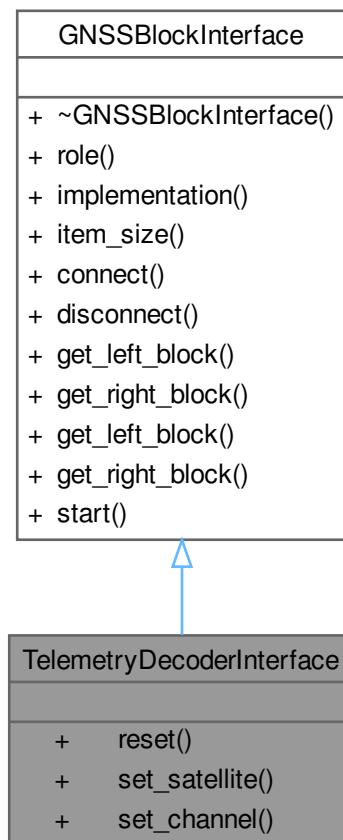 GNSSBlockInterface
+ ~GNSSBlockInterface()
+ role()
+ implementation()
+ item_size()
+ connect()
+ disconnect()
+ get_left_block()
+ get_right_block()
+ get_left_block()
+ get_right_block()
+ start()
TelemetryDecoderInterface
+ reset()
+ set_satellite()
+ set_channel()